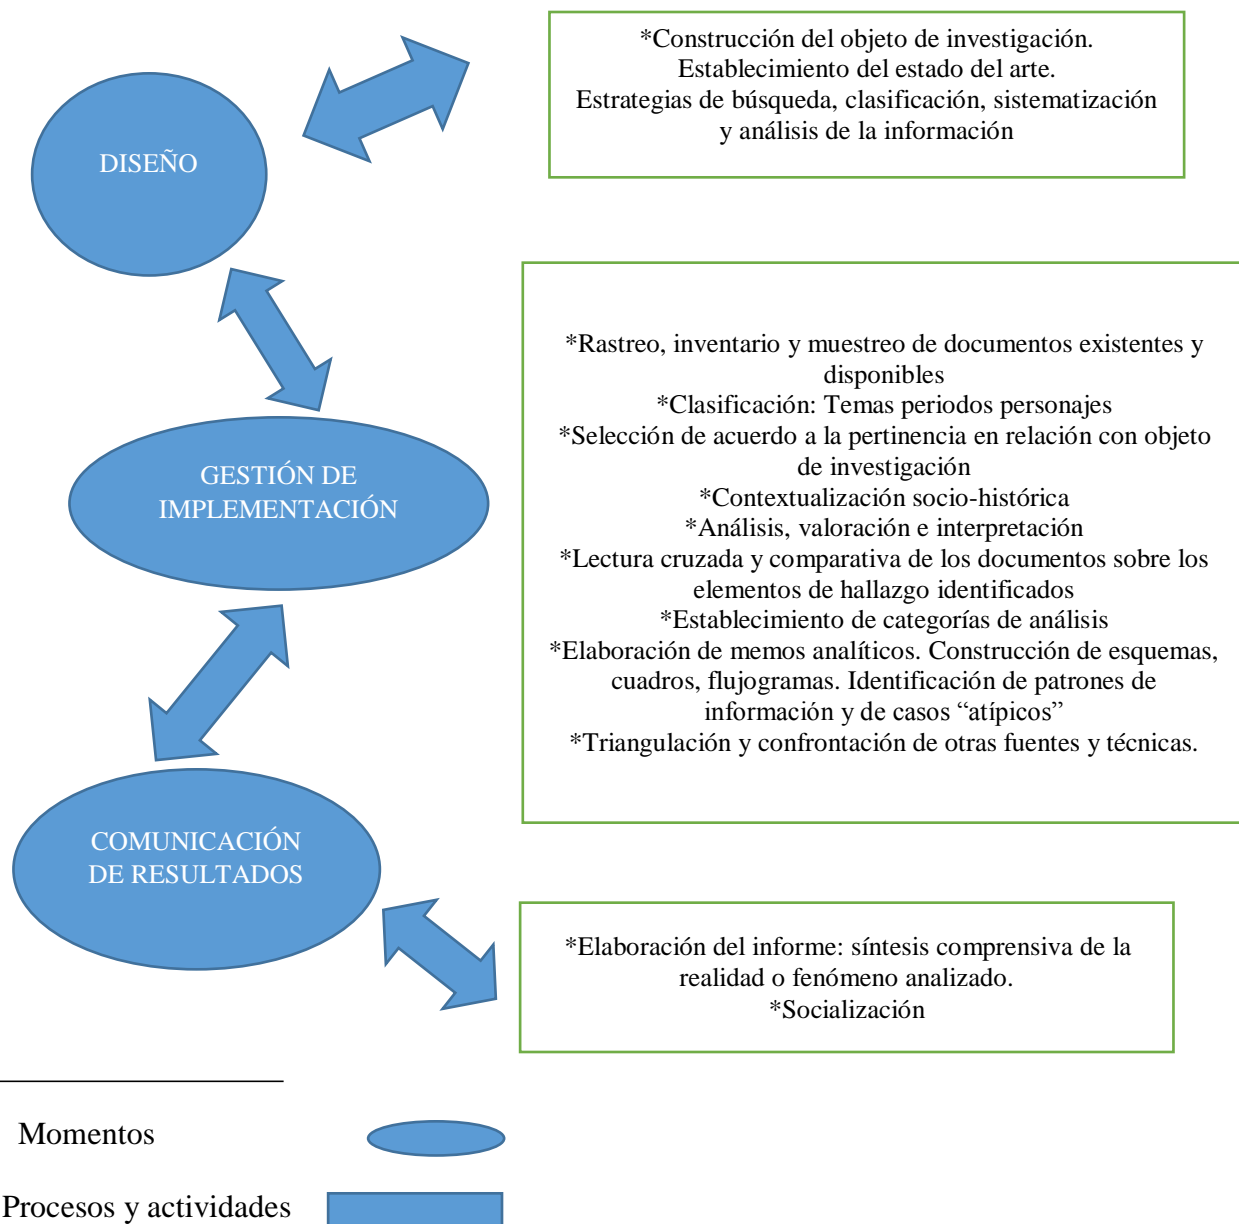 DISEÑO
*Construcción del objeto de investigación.
Establecimiento del estado del arte.
Estrategias de búsqueda, clasificación, sistematización
y análisis de la información
GESTIÓN DE
IMPLEMENTACIÓN
*Rastreo, inventario y muestreo de documentos existentes y
disponibles
*Clasificación: Temas periodos personajes
*Selección de acuerdo a la pertinencia en relación con objeto
de investigación
*Contextualización socio-histórica
*Análisis, valoración e interpretación
*Lectura cruzada y comparativa de los documentos sobre los
elementos de hallazgo identificados
*Establecimiento de categorías de análisis
*Elaboración de memos analíticos. Construcción de esquemas,
cuadros, flujogramas. Identificación de patrones de
información y de casos “atípicos”
*Triangulación y confrontación de otras fuentes y técnicas.
COMUNICACIÓN
DE RESULTADOS
*Elaboración del informe: síntesis comprensiva de la
realidad o fenómeno analizado.
*Socialización
Momentos
Procesos y actividades